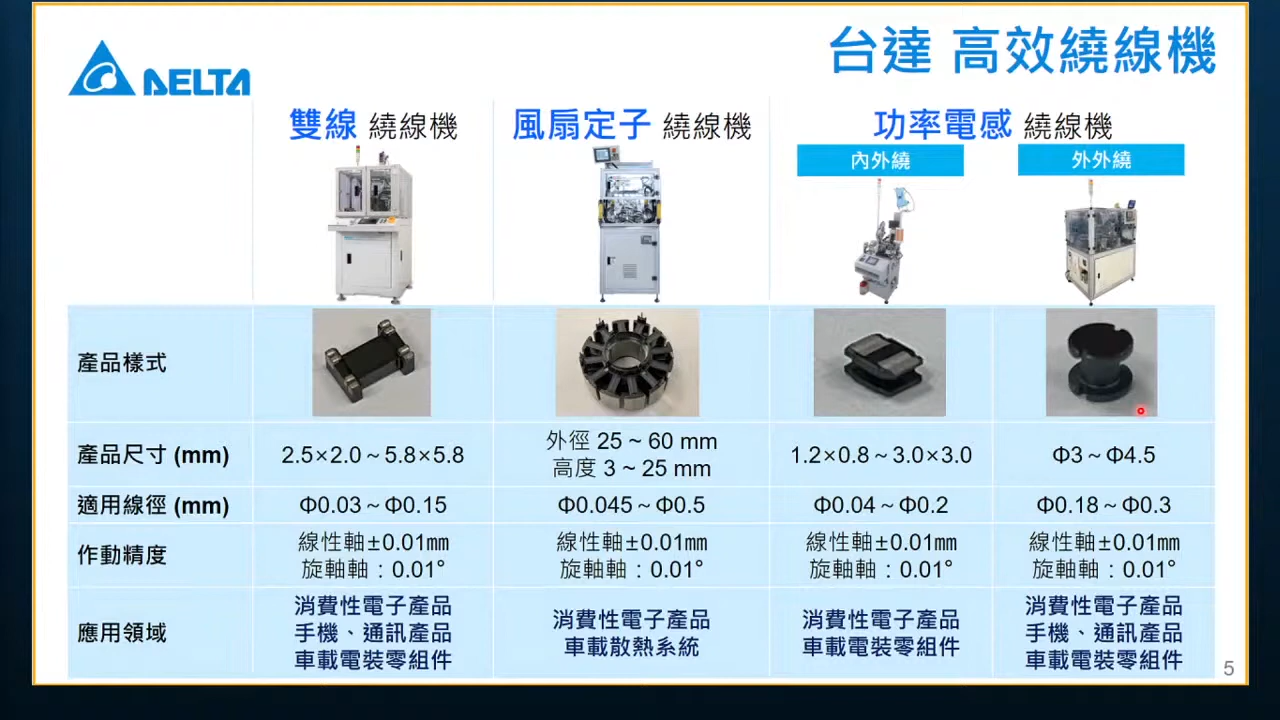 台達 高效繞線機
DELTA
雙線 繞線機
風扇定子 繞線機
功率電感 繞線機
內外繞
外外繞
產品樣式
產品尺寸 (mm)
2.5×2.0～5.8×5.8
外徑 25 ~ 60 mm
高度 3 ~ 25 mm
1.2×0.8～3.0×3.0
Φ3～Φ4.5
適用線徑 (mm)
Φ0.03～Φ0.15
Φ0.045～Φ0.5
Φ0.04～Φ0.2
Φ0.18～Φ0.3
作動精度
線性軸±0.01㎜
旋軸軸：0.01°
線性軸±0.01㎜
旋軸軸：0.01°
線性軸±0.01㎜
旋軸軸：0.01°
線性軸±0.01㎜
旋軸軸：0.01°
應用領域
消費性電子產品
手機、通訊產品
車載電裝零組件
消費性電子產品
車載散熱系統
消費性電子產品
車載電裝零組件
消費性電子產品
手機、通訊產品
車載電裝零組件
5